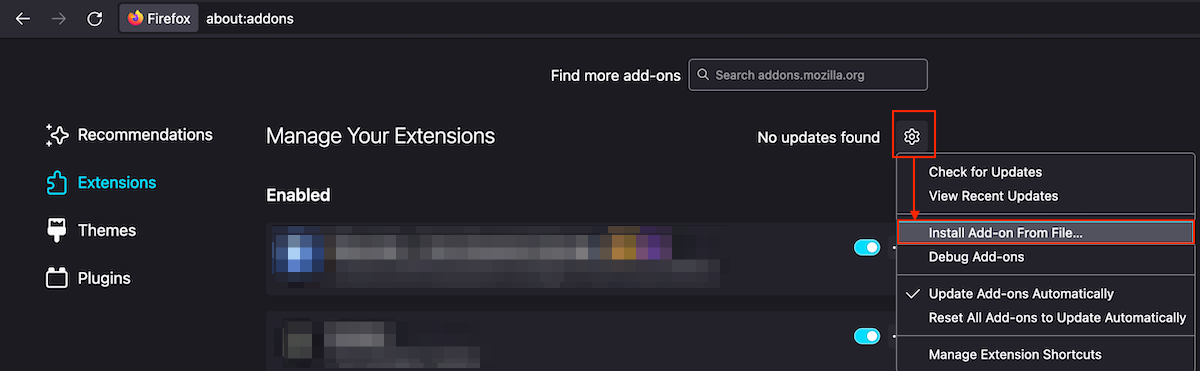 Firefox about:addons
Find more add-ons Search addons.mozilla.org
Recommendations
Extensions
Themes
Plugins
Manage Your Extensions
No updates found
Enabled
Check for Updates
View Recent Updates
Install Add-on From File...
Debug Add-ons
Update Add-ons Automatically
Reset All Add-ons to Update Automatically
Manage Extension Shortcuts